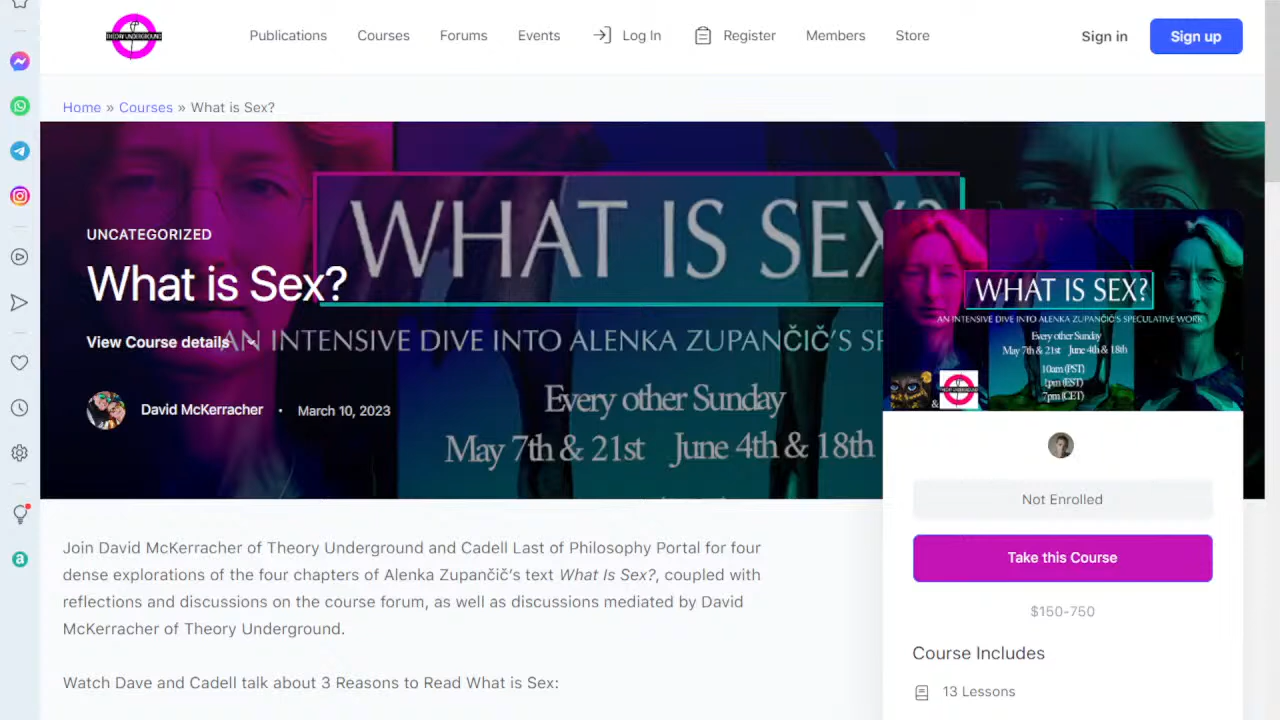 THEORY UNDERGROUND
Publications
Courses
Forums
Events
Log In
Register
Members
Store
Sign in
Sign up
Home » Courses » What is Sex?
WHAT IS SEX?
UNCATEGORIZED
What is Sex?
View Course details
AN INTENSIVE DIVE INTO ALENKA ZUPANČIČ'S SP
Every other Sunday
May 7th & 21st June 4th & 18th
David McKerracher • March 10, 2023
WHAT IS SEX?
AN INTENSIVE DIVE INTO ALENKA ZUPANČIČ'S SPECULATIVE WORK
Every other Sunday
May 7th & 21st June 4th & 18th
10am (PST)
1pm (EST)
7pm (CET)
&
Not Enrolled
Take this Course
$150-750
Course Includes
13 Lessons
Join David McKerracher of Theory Underground and Cadell Last of Philosophy Portal for four
dense explorations of the four chapters of Alenka Zupančič's text What Is Sex?, coupled with
reflections and discussions on the course forum, as well as discussions mediated by David
McKerracher of Theory Underground.
Watch Dave and Cadell talk about 3 Reasons to Read What is Sex: